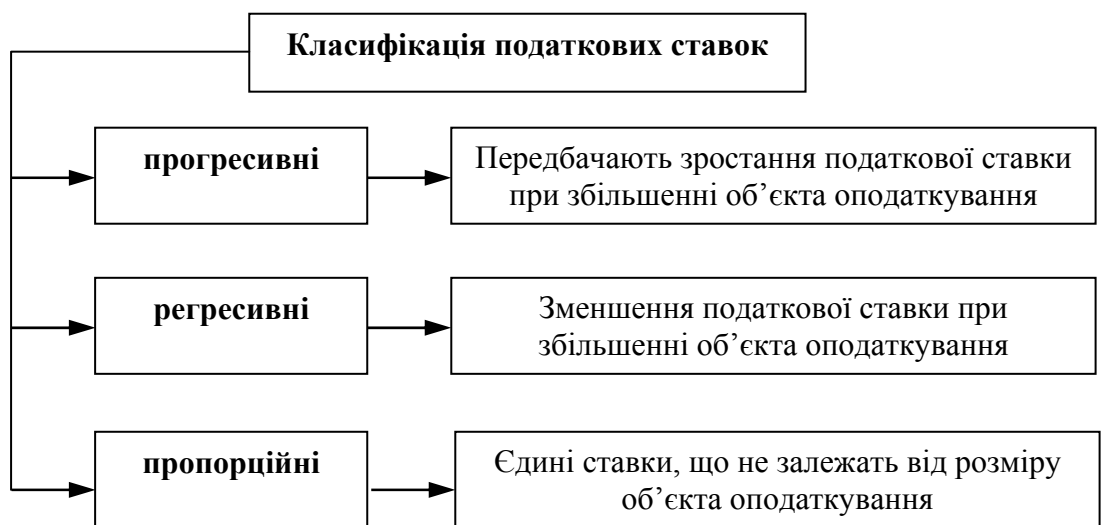 Класифікація податкових ставок
прогресивні
Передбачають зростання податкової ставки
при збільшенні об’єкта оподаткування
регресивні
Зменшення податкової ставки при
збільшенні об’єкта оподаткування
пропорційні
Єдині ставки, що не залежать від розміру
об’єкта оподаткування